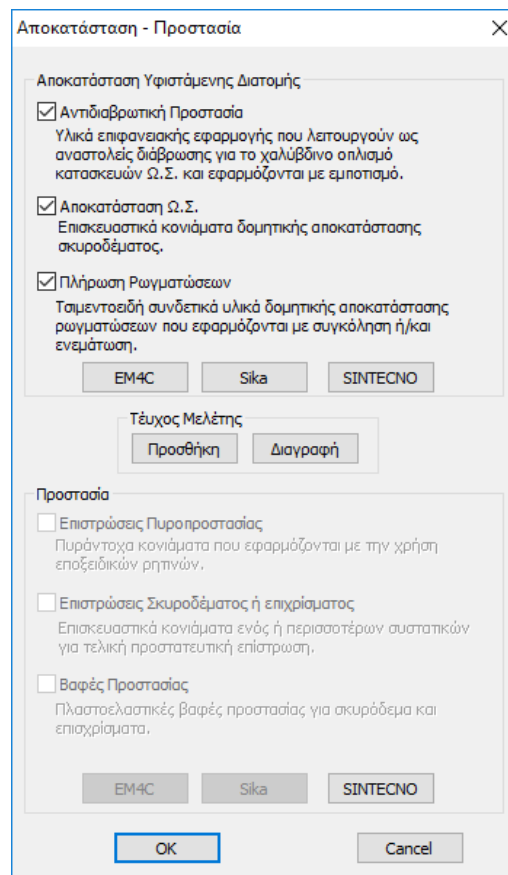 Αποκατάσταση - Προστασία
Αποκατάσταση Υφιστάμενης Διατομής
Αντιδιαβρωτική Προστασία
Υλικά επιφανειακής εφαρμογής που λειτουργούν ως
αναστολείς διάβρωσης για το χαλύβδινο οπλισμό
κατασκευών Ω.Σ. και εφαρμόζονται με εμποτισμό.
Αποκατάσταση Ω.Σ.
Επισκευαστικά κονιάματα δομητικής αποκατάστασης
σκυροδέματος.
Πλήρωση Ρωγματώσεων
Τσιμεντοειδή συνδετικά υλικά δομητικής αποκατάστασης
ρωγματώσεων που εφαρμόζονται με συγκόληση ή/και
ενεμάτωση.
EM4C Sika SINTECNO
Τέυχος Μελέτης
Προσθήκη Διαγραφή
Προστασία
Επιστρώσεις Πυροπροστασίας
Πυράντοχα κονιάματα που εφαρμόζονται με την χρήση
εποξειδικών ρητινών.
Επιστρώσεις Σκυροδέματος ή επιχρίσματος
Επισκευαστικά κονιάματα ενός ή περισσοτέρων συστατικών
για τελική προστατευτική επίστρωση.
Βαφές Προστασίας
Πλαστοελαστικές βαφές προστασίας για σκυρόδεμα και
επισχρίσματα.
EM4C Sika SINTECNO
OK Cancel